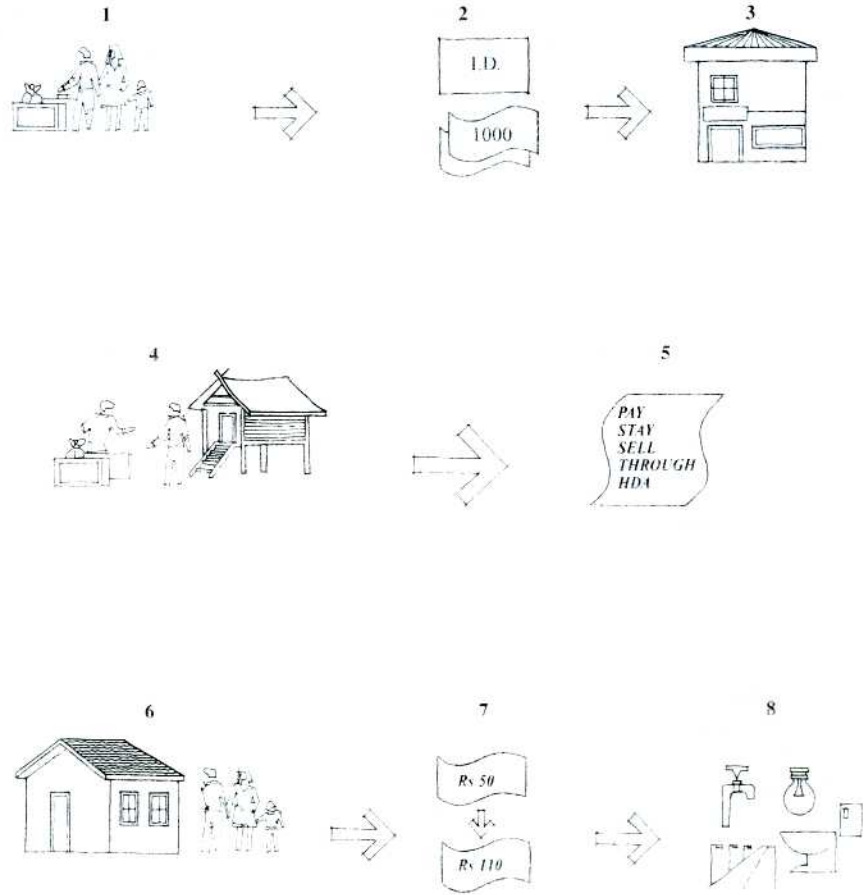 1
2
3
I.D.
1000
4
5
PAY
STAY
SELL
THROUGH
HDA
6
7
8
Rs 50
Rs 110